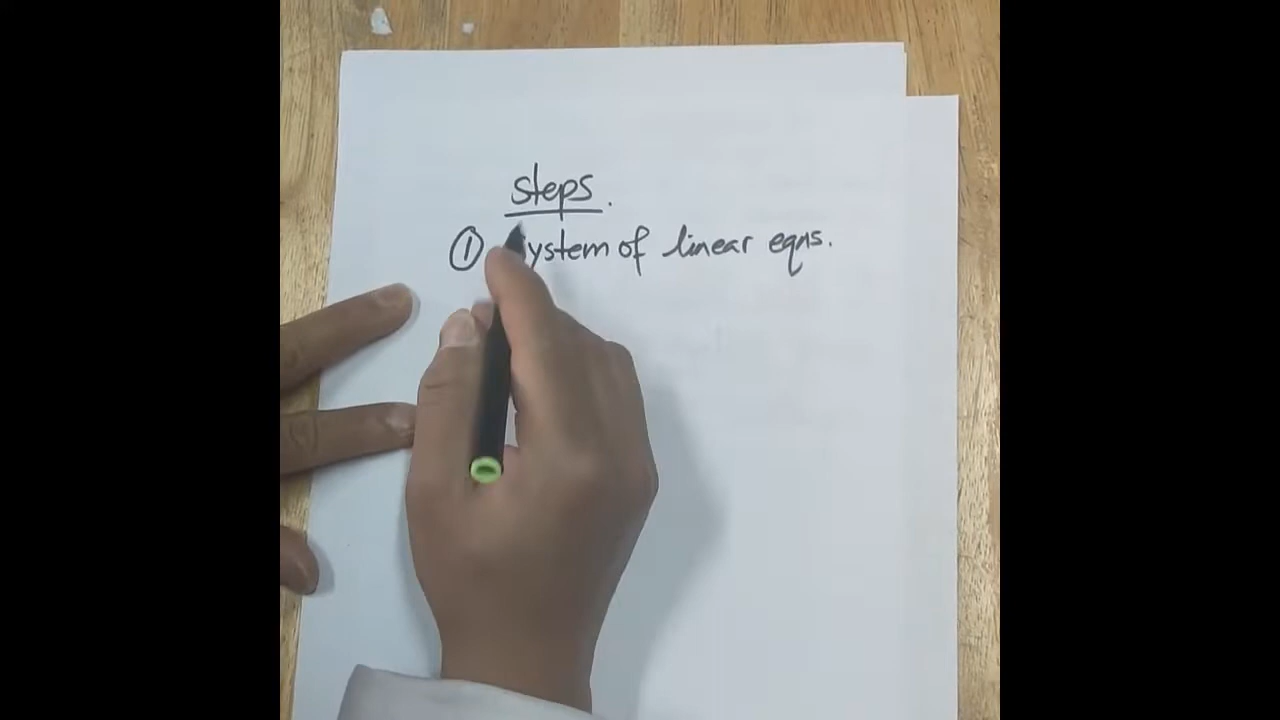 steps.
① system of linear eqns.